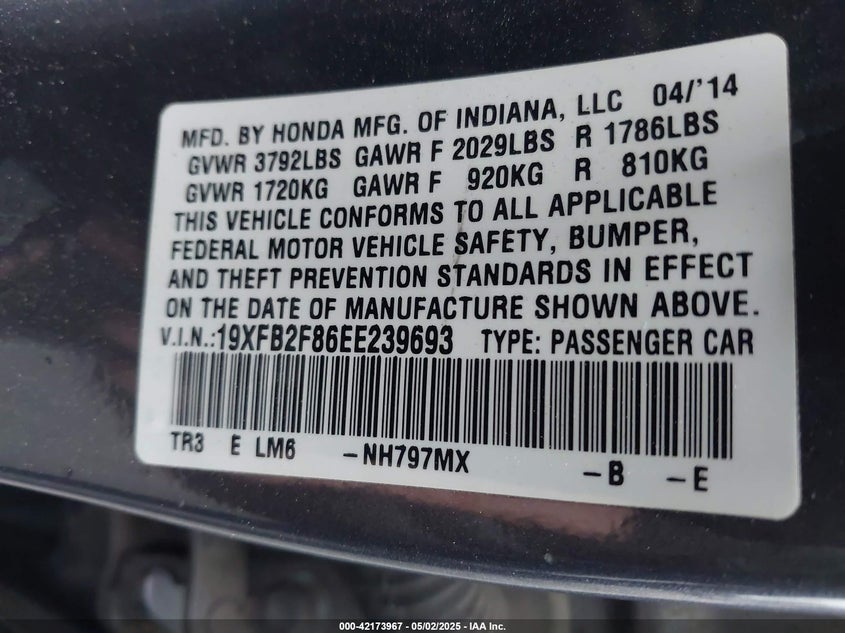 MFD. BY HONDA MFG. OF INDIANA, LLC 04/'14
GVWR 3792LBS GAWR F 2029LBS R 1786LBS
GVWR 1720KG GAWR F 920KG R 810KG
THIS VEHICLE CONFORMS TO ALL APPLICABLE
FEDERAL MOTOR VEHICLE SAFETY, BUMPER,
AND THEFT PREVENTION STANDARDS IN EFFECT
ON THE DATE OF MANUFACTURE SHOWN ABOVE.
V.I.N.:19XFB2F86EE239693 TYPE: PASSENGER CAR
TR3 E LM6 -NH797MX -B -E
000-42173967 — 05/02/2025 — IAA Inc.